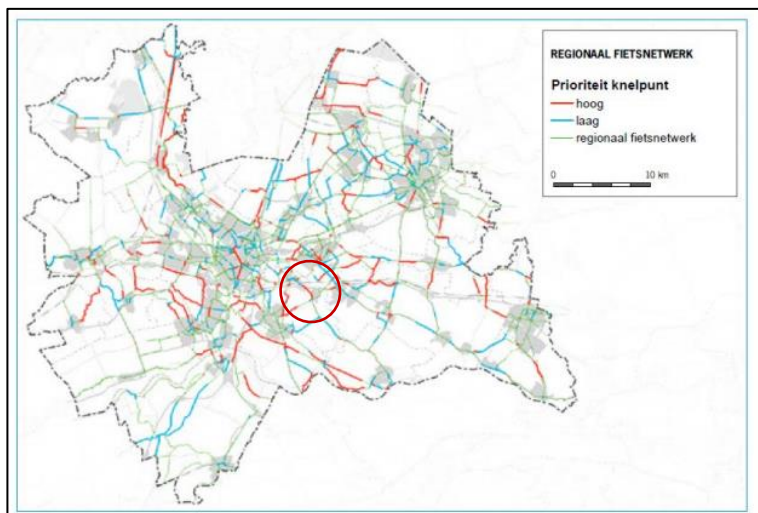 REGIONAAL FIETSNETWERK
Prioriteit knelpunt
hoog
laag
regionaal fietsnetwerk
0 10 km